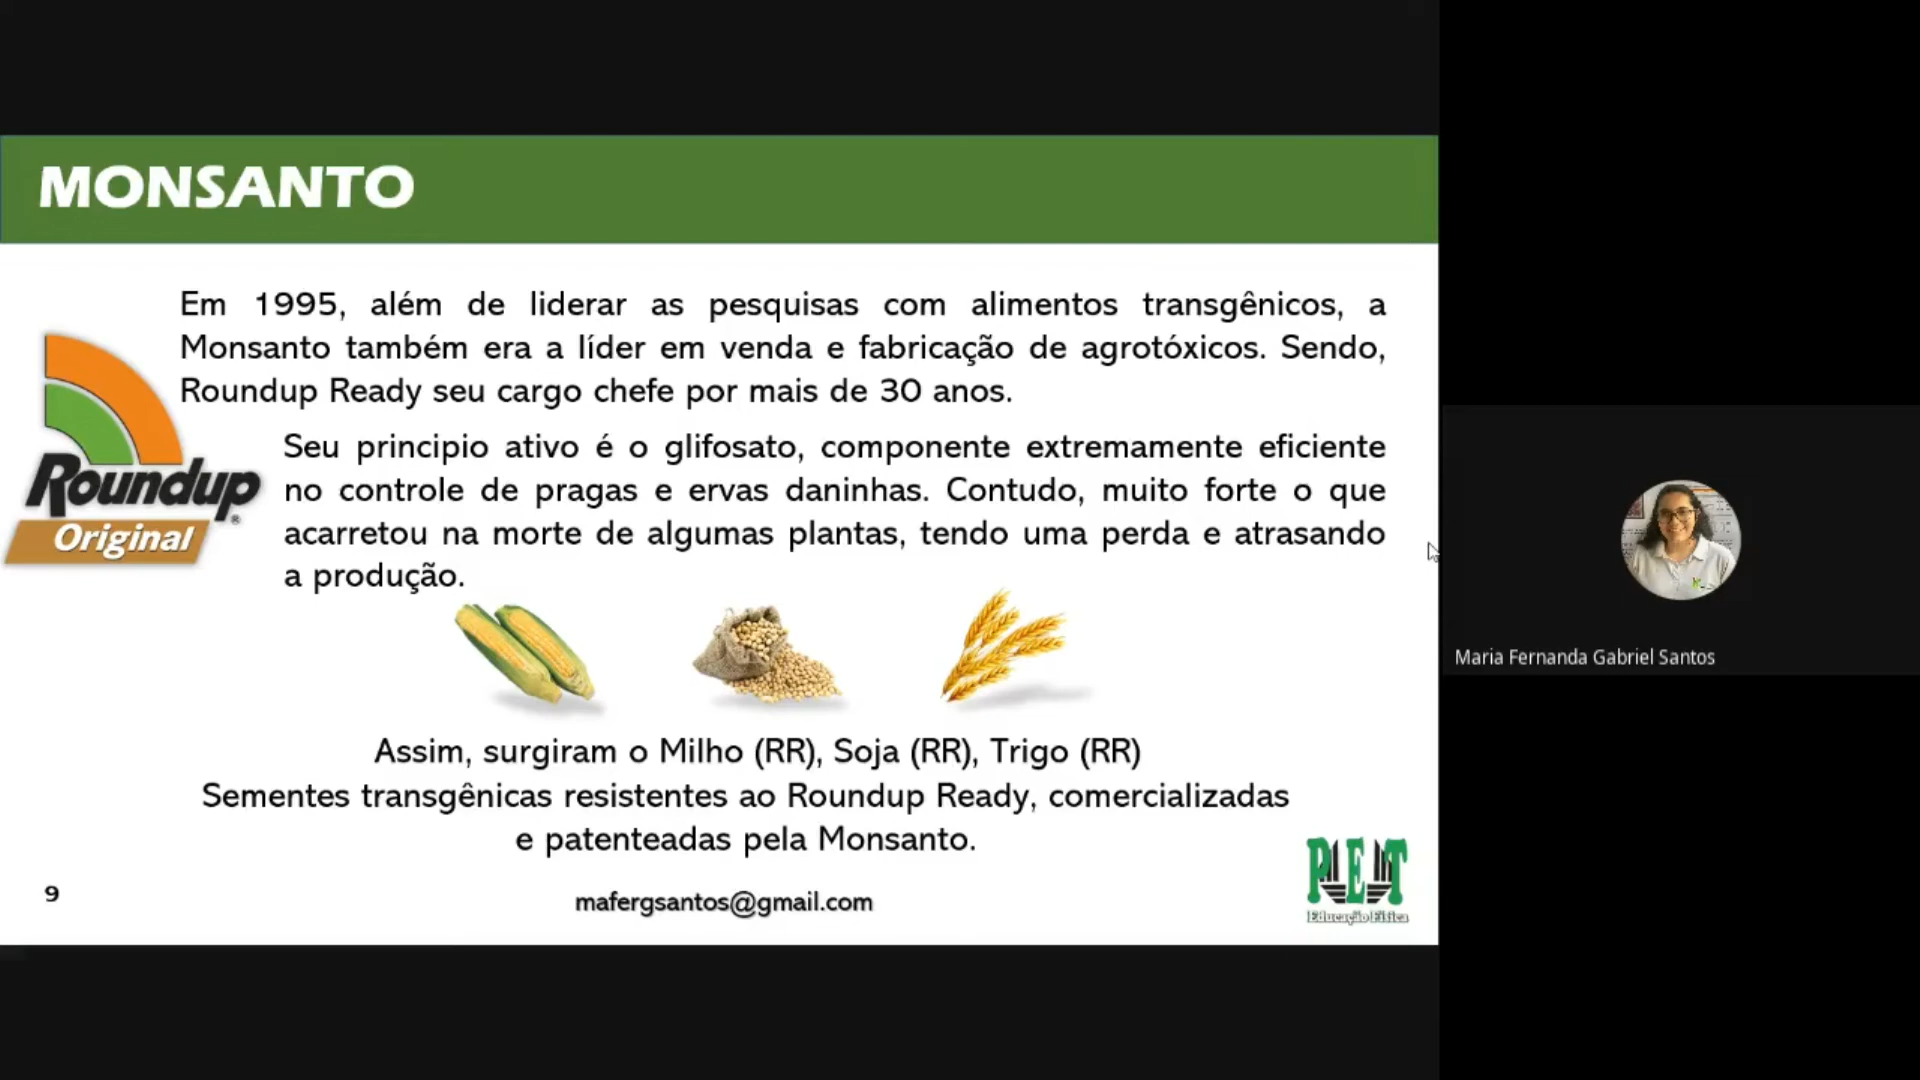 MONSANTO
Em 1995, além de liderar as pesquisas com alimentos transgênicos, a
Monsanto também era a líder em venda e fabricação de agrotóxicos. Sendo,
Roundup Ready seu cargo chefe por mais de 30 anos.
Roundup®
Original
Seu principio ativo é o glifosato, componente extremamente eficiente
no controle de pragas e ervas daninhas. Contudo, muito forte o que
acarretou na morte de algumas plantas, tendo uma perda e atrasando
a produção.
Assim, surgiram o Milho (RR), Soja (RR), Trigo (RR)
Sementes transgênicas resistentes ao Roundup Ready, comercializadas
e patenteadas pela Monsanto.
9
mafergsantos@gmail.com
PET
Educação Física
Maria Fernanda Gabriel Santos